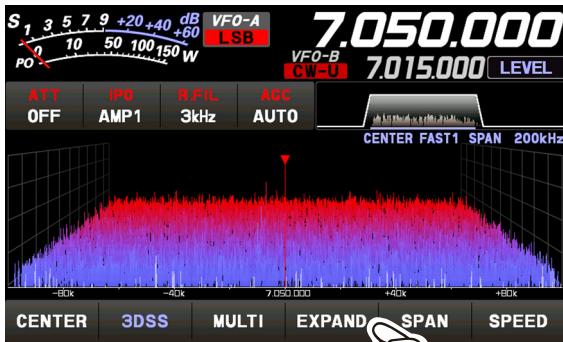 S 1 3 5 7 9 +20 +40 +60 dB
PO 0 10 50 100 150 W
VFO-A
LSB
7.050.000
VFO-B
CW-U
7.015.000
LEVEL
ATT IPO R.FIL AGC
OFF AMP1 3kHz AUTO
CENTER FAST1 SPAN 200kHz
-80k -40k 7.050.000 +40k +80k
CENTER 3DSS MULTI EXPAND SPAN SPEED